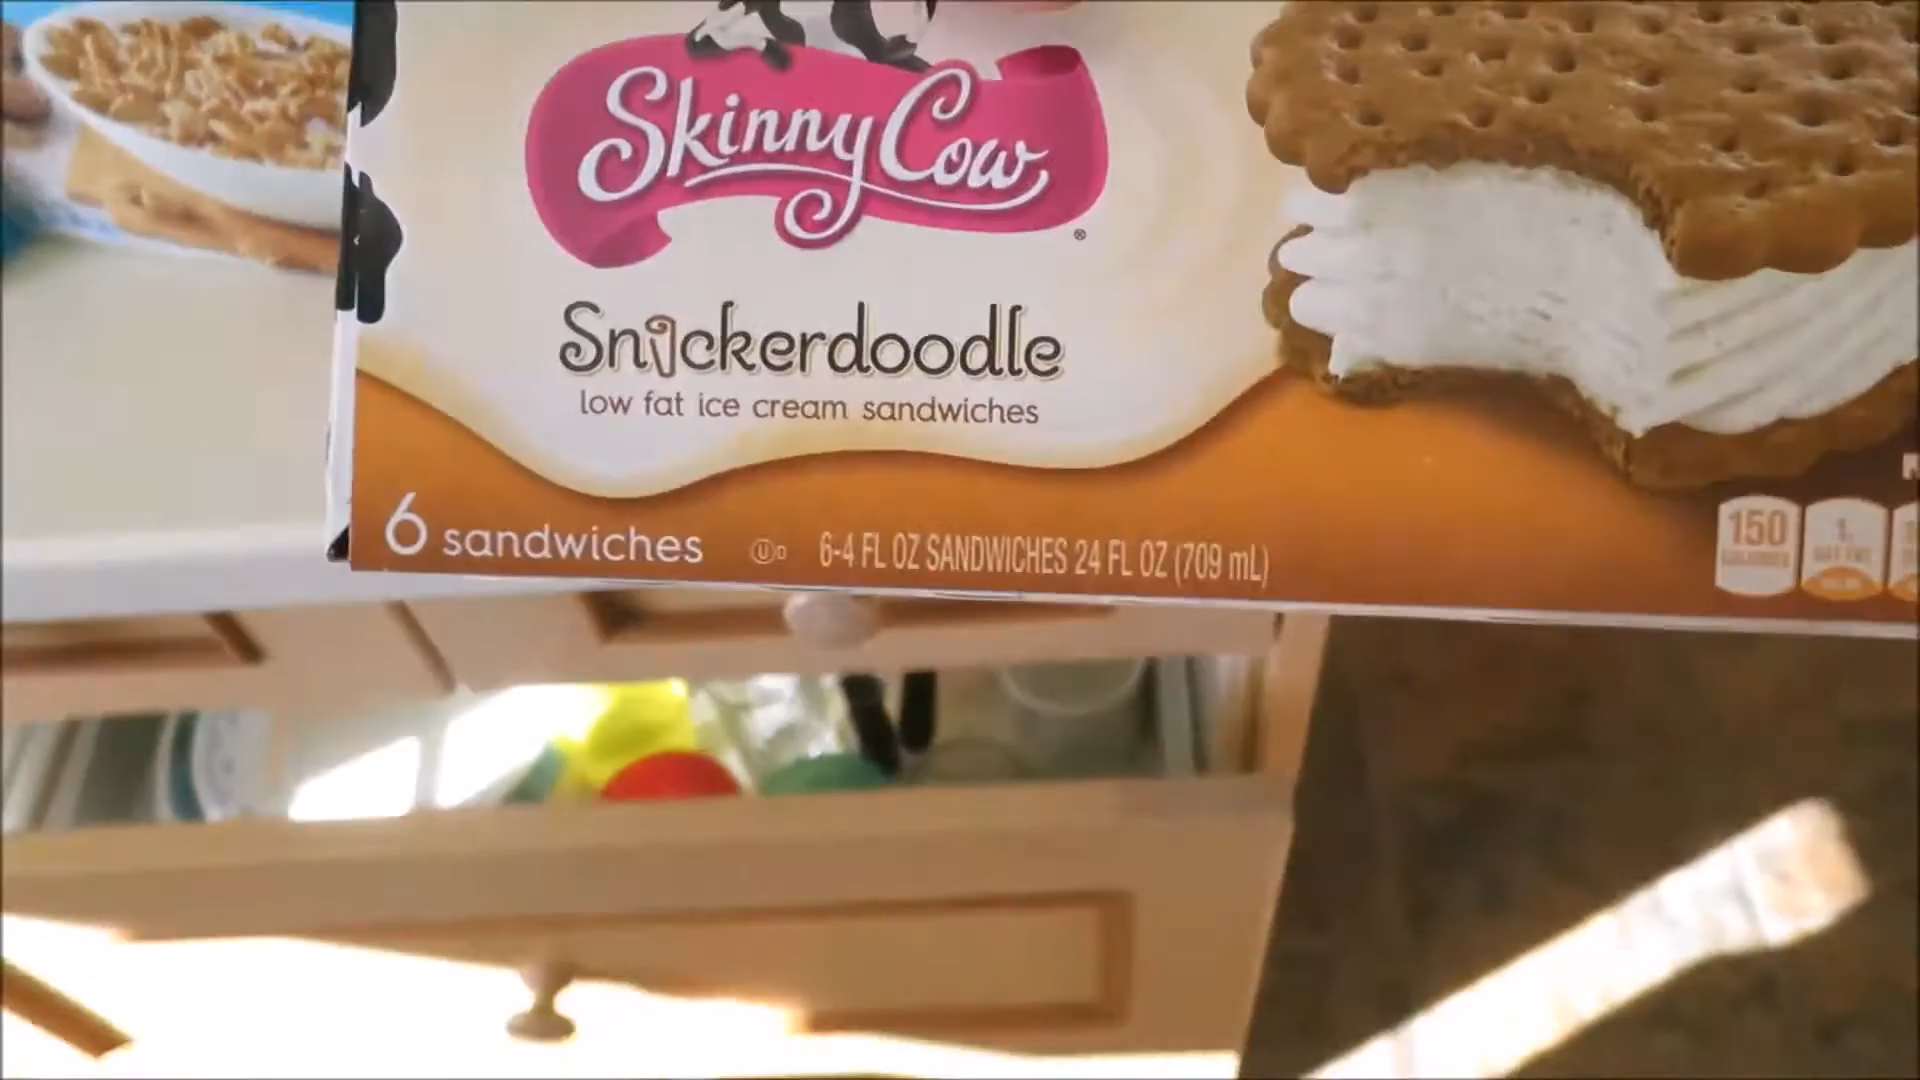 Skinny Cow
®
Snickerdoodle
low fat ice cream sandwiches
6 sandwiches
U D
6-4 FL OZ SANDWICHES 24 FL OZ (709 mL)
150
CALORIES